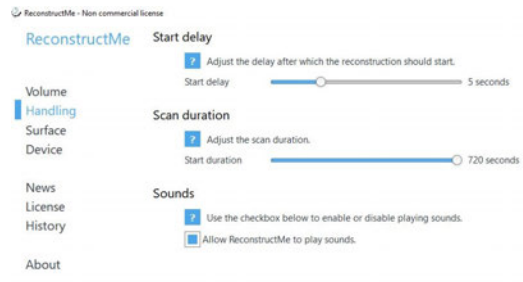 ReconstructMe - Non commercial license
ReconstructMe
Volume
Handling
Surface
Device
News
License
History
About
Start delay
? Adjust the delay after which the reconstruction should start.
Start delay 5 seconds
Scan duration
? Adjust the scan duration.
Start duration 720 seconds
Sounds
? Use the checkbox below to enable or disable playing sounds.
Allow ReconstructMe to play sounds.